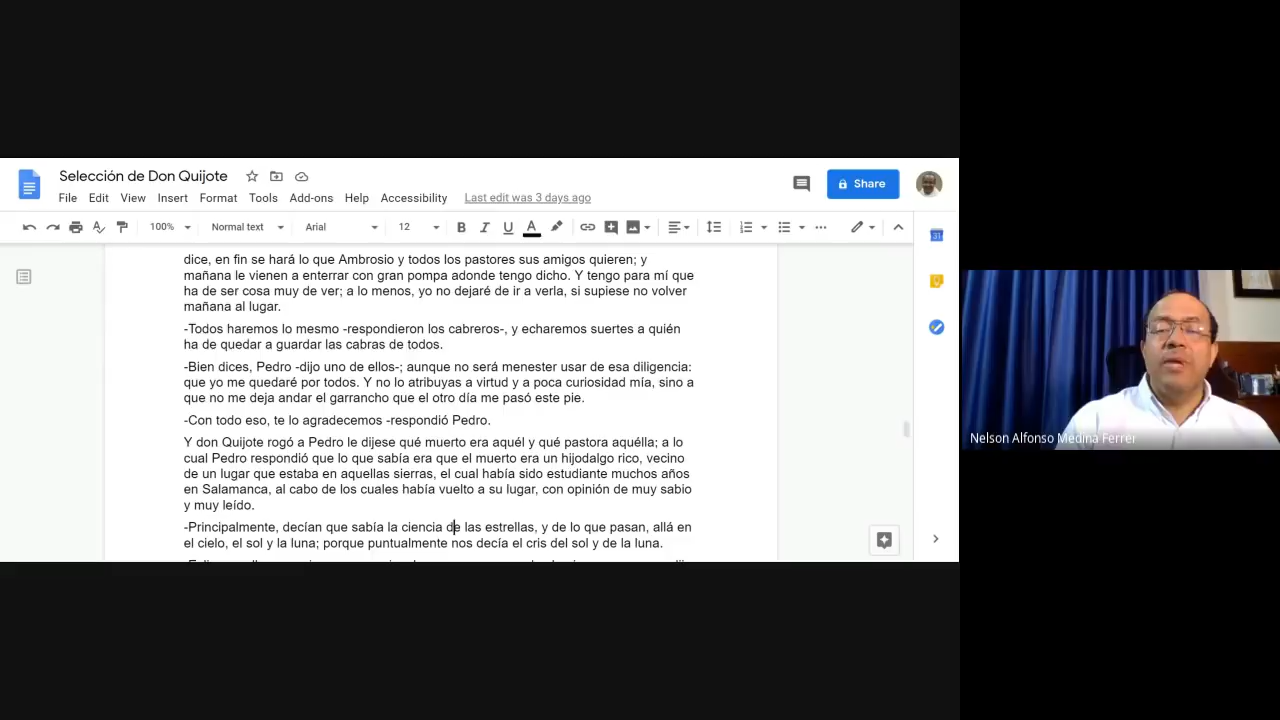 Selección de Don Quijote
File Edit View Insert Format Tools Add-ons Help Accessibility Last edit was 3 days ago
Share
100% Normal text Arial 12 B I U A
31
dice, en fin se hará lo que Ambrosio y todos los pastores sus amigos quieren; y
mañana le vienen a enterrar con gran pompa adonde tengo dicho. Y tengo para mí que
ha de ser cosa muy de ver; a lo menos, yo no dejaré de ir a verla, si supiese no volver
mañana al lugar.
-Todos haremos lo mesmo -respondieron los cabreros-, y echaremos suertes a quién
ha de quedar a guardar las cabras de todos.
-Bien dices, Pedro -dijo uno de ellos-; aunque no será menester usar de esa diligencia:
que yo me quedaré por todos. Y no lo atribuyas a virtud y a poca curiosidad mía, sino a
que no me deja andar el garrancho que el otro día me pasó este pie.
-Con todo eso, te lo agradecemos -respondió Pedro.
Y don Quijote rogó a Pedro le dijese qué muerto era aquél y qué pastora aquélla; a lo
cual Pedro respondió que lo que sabía era que el muerto era un hijodalgo rico, vecino
de un lugar que estaba en aquellas sierras, el cual había sido estudiante muchos años
en Salamanca, al cabo de los cuales había vuelto a su lugar, con opinión de muy sabio
y muy leído.
-Principalmente, decían que sabía la ciencia de las estrellas, y de lo que pasan, allá en
el cielo, el sol y la luna; porque puntualmente nos decía el cris del sol y de la luna.
Nelson Alfonso Medina Ferrer